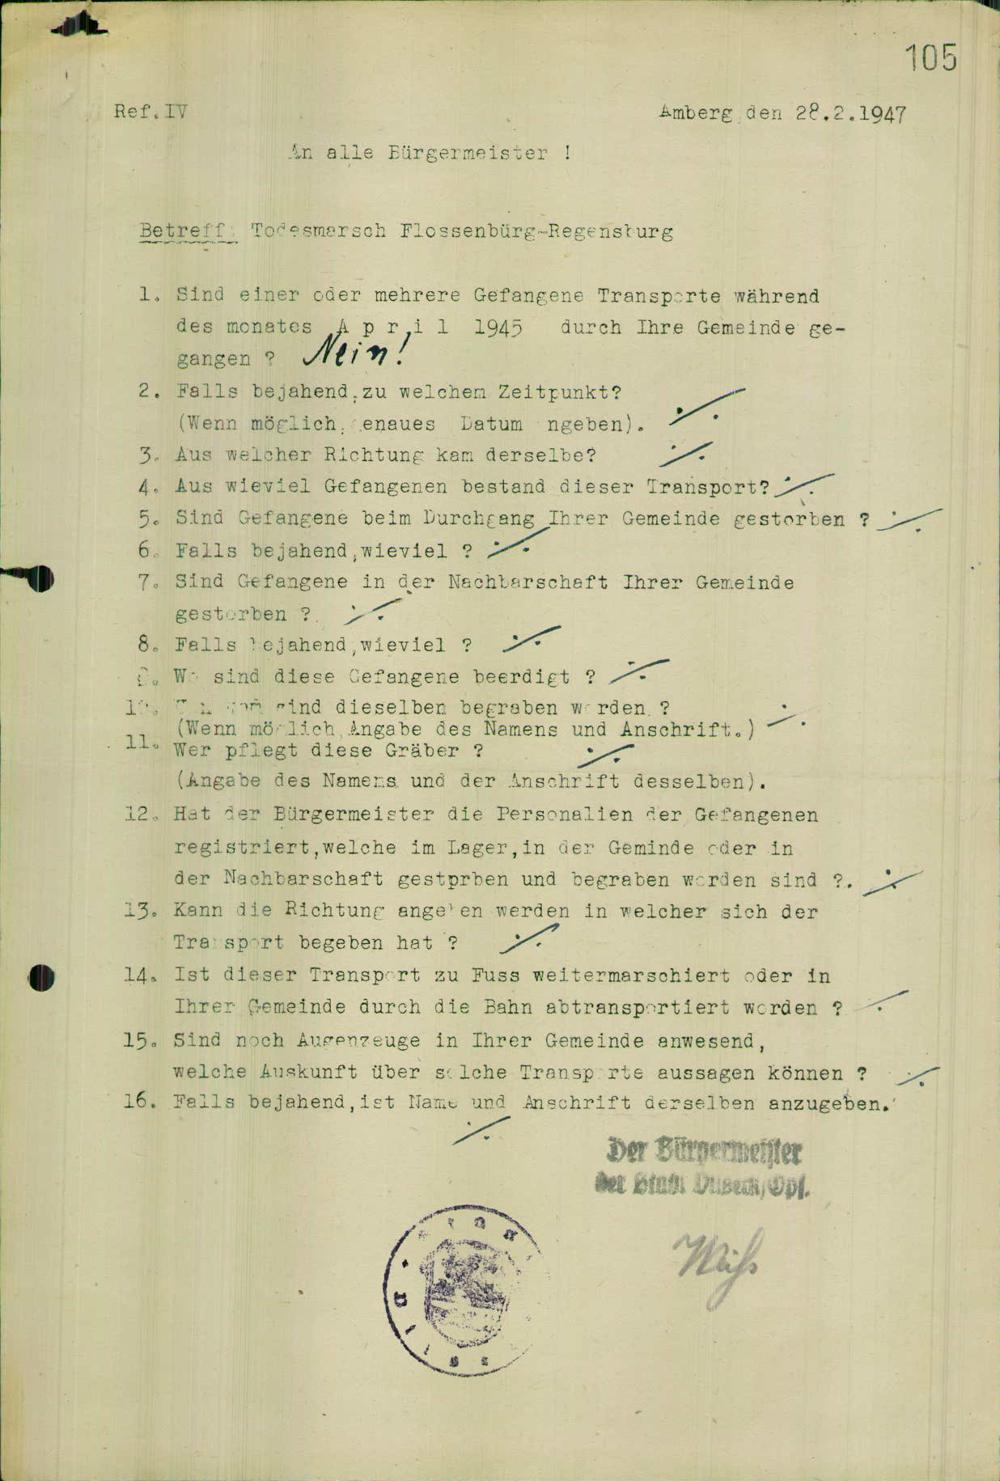 105
Ref. IV Amberg den 28.2.1947
An alle Bürgermeister !
Betreff: Todesmarsch Flossenbürg-Regensburg
1. Sind einer oder mehrere Gefangene Transporte während
des monates A p r i l 1945 durch Ihre Gemeinde ge-
gangen ? Nein!
2. Falls bejahend,zu welchem Zeitpunkt?
(Wenn möglich, enaues Datum ngeben).
3. Aus welcher Richtung kam derselbe?
4. Aus wieviel Gefangenen bestand dieser Transport?
5. Sind Gefangene beim Durchgang Ihrer Gemeinde gestorben ?
6. Falls bejahend,wieviel ?
7. Sind Gefangene in der Nachbarschaft Ihrer Gemeinde
gestorben ?.
8. Falls bejahend,wieviel ?
9. Wo sind diese Gefangene beerdigt ?
10. sind dieselben begraben worden ?
(Wenn möglich Angabe des Namens und Anschrift.)
11. Wer pflegt diese Gräber ?
(Angabe des Namens und der Anschrift desselben).
12. Hat der Bürgermeister die Personalien der Gefangenen
registriert,welche im Lager,in der Geminde oder in
der Nachbarschaft gestprben und begraben worden sind ?.
13. Kann die Richtung angeben werden in welcher sich der
Transport begeben hat ?
14. Ist dieser Transport zu Fuss weitermarschiert oder in
Ihrer Gemeinde durch die Bahn abtransportiert worden ?
15. Sind noch Augenzeuge in Ihrer Gemeinde anwesend,
welche Auskunft über solche Transporte aussagen können ?
16. Falls bejahend,ist Name und Anschrift derselben anzugeben.
Der Bürgermeister
der Stadt Opf.